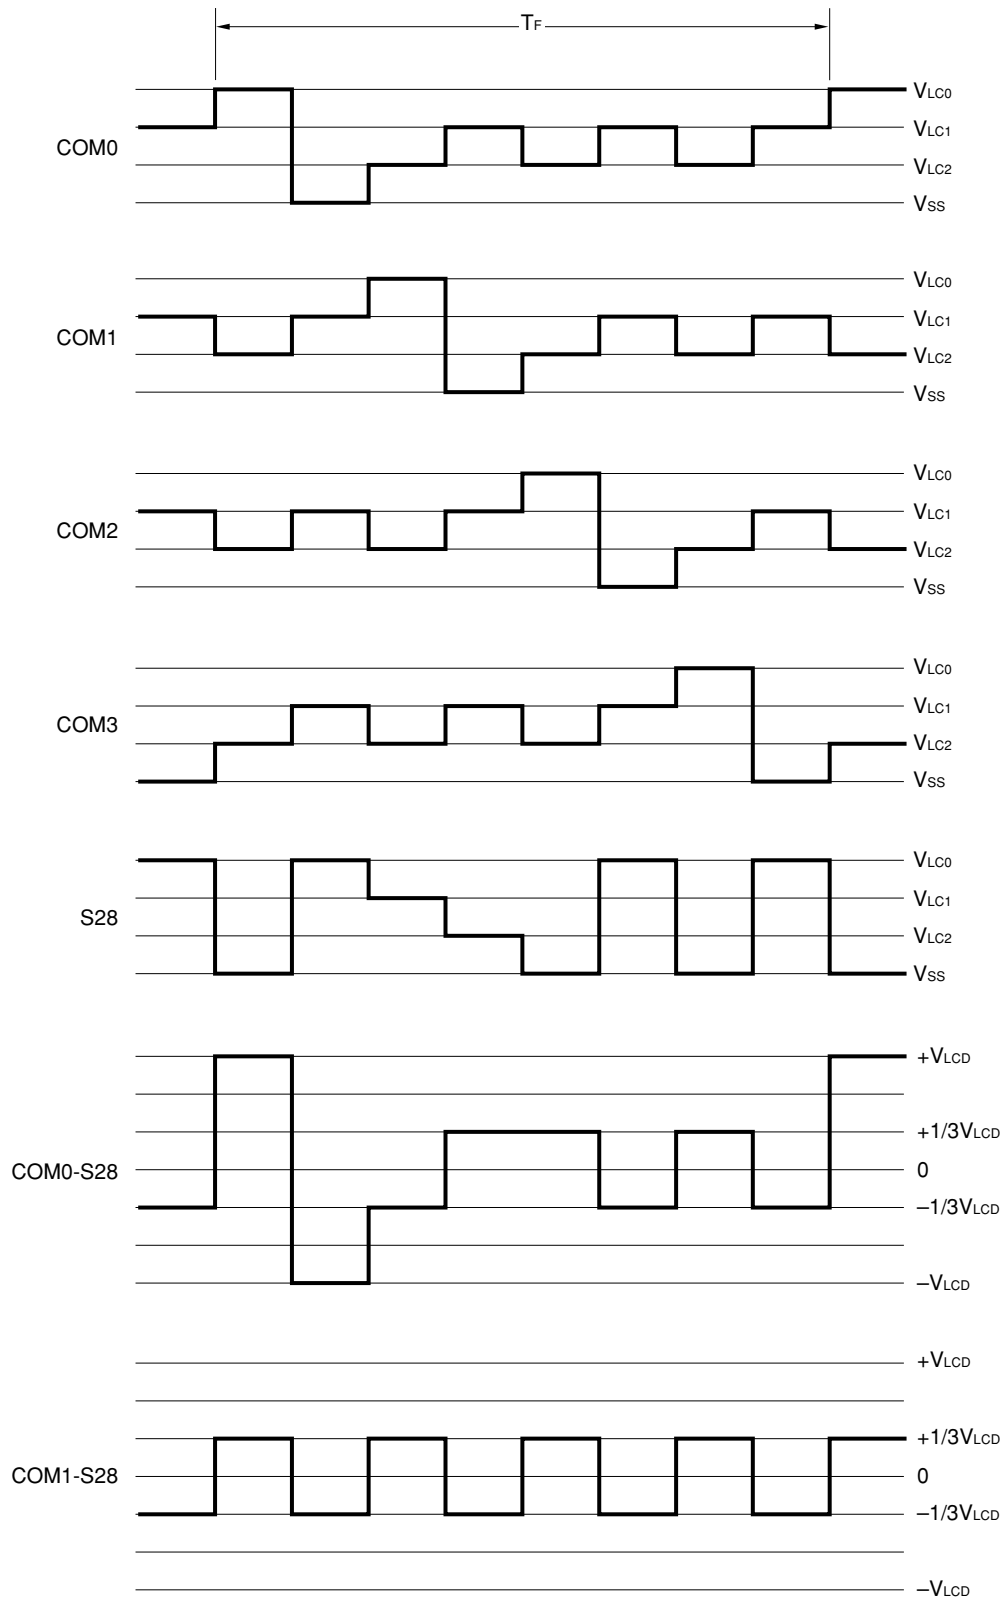 TF
VLC0
COM0
VLC1
VLC2
VSS
VLC0
COM1
VLC1
VLC2
VSS
VLC0
COM2
VLC1
VLC2
VSS
VLC0
COM3
VLC1
VLC2
VSS
VLC0
S28
VLC1
VLC2
VSS
+VLCD
+1/3VLCD
COM0-S28
0
–1/3VLCD
–VLCD
+VLCD
+1/3VLCD
COM1-S28
0
–1/3VLCD
–VLCD